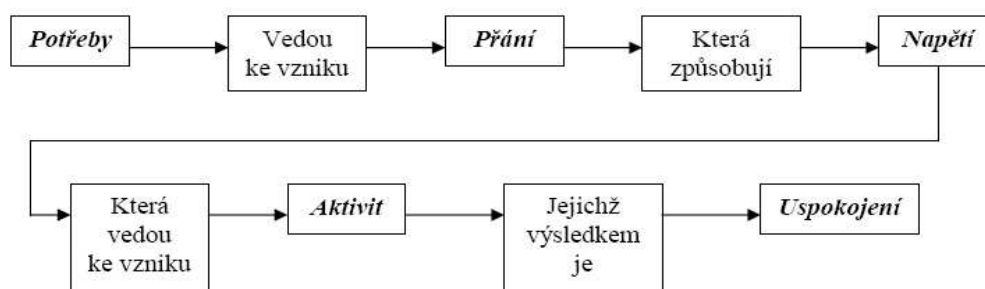 Potřeby
Vedou
ke vzniku
Přání
Která
způsobují
Napětí
Která
vedou
ke vzniku
Aktivit
Jejichž
výsledkem
je
Uspokojení